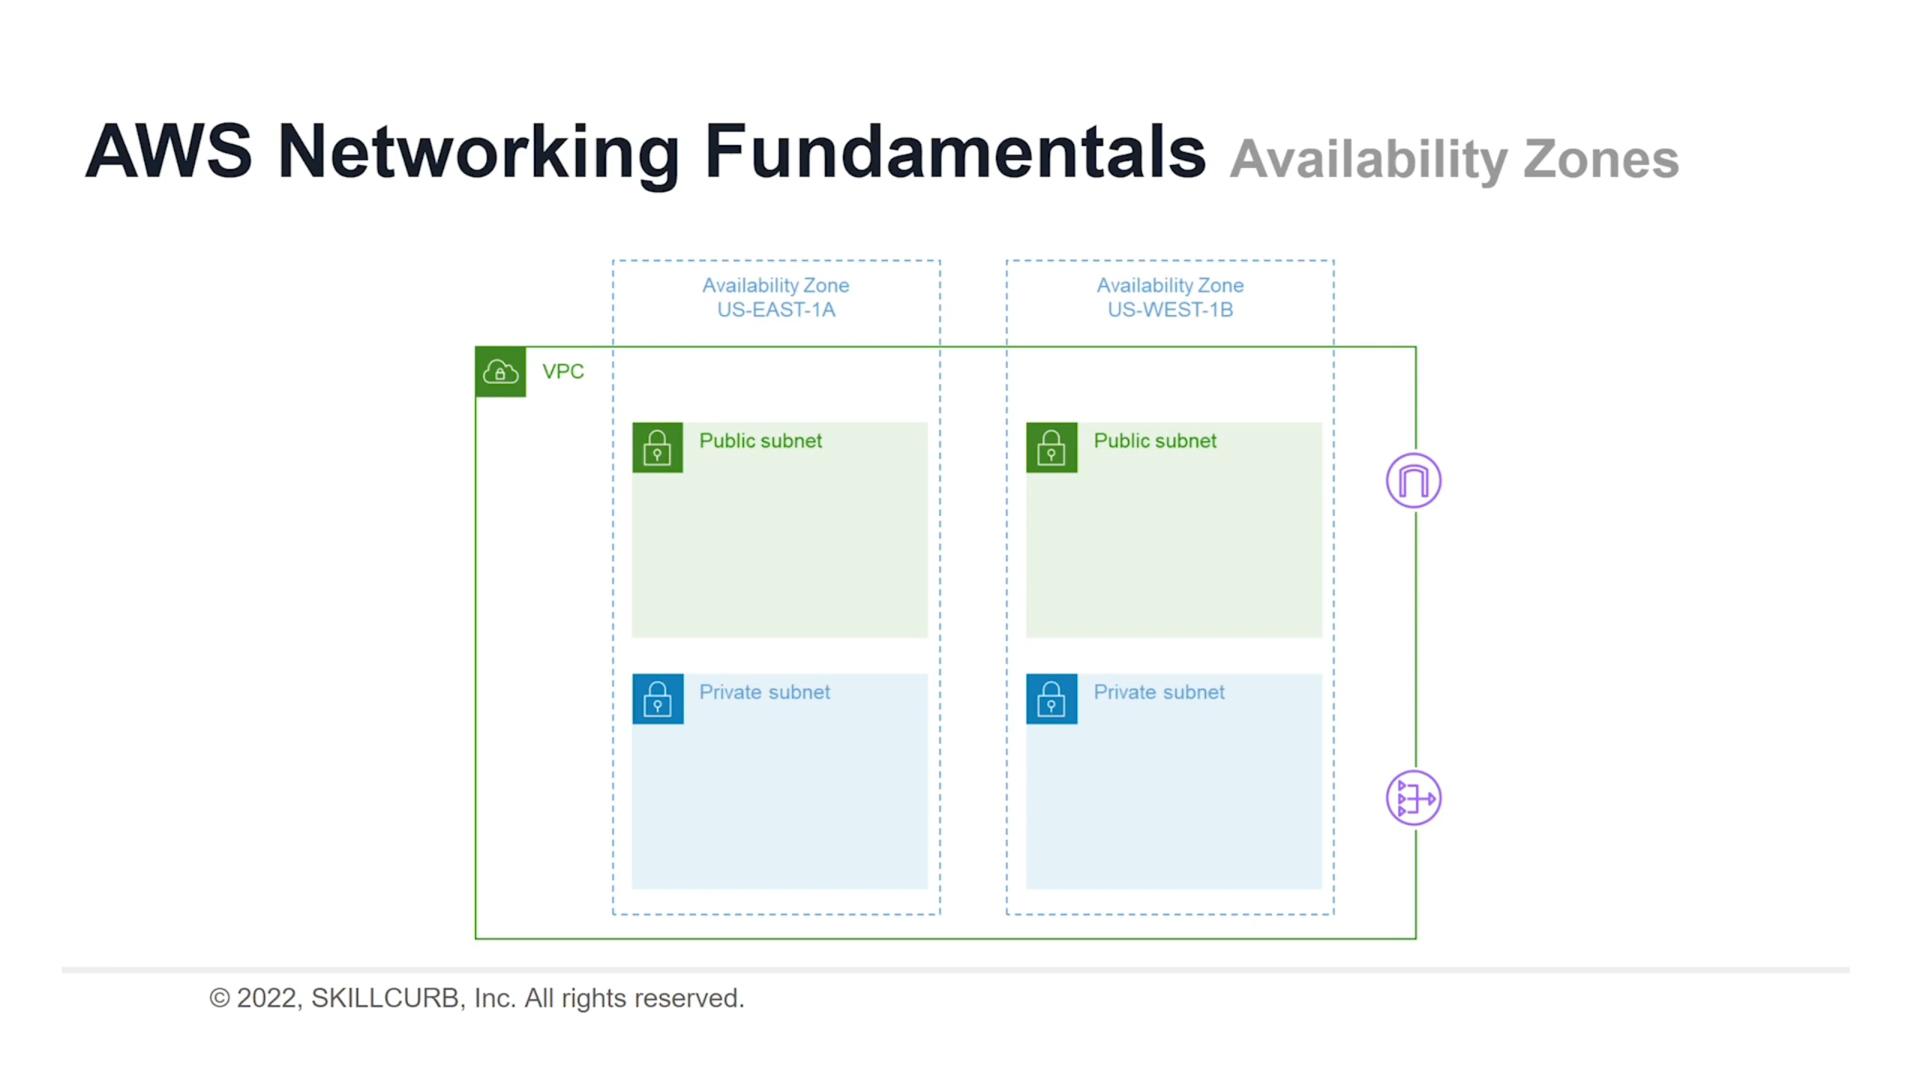 AWS Networking Fundamentals Availability Zones
Availability Zone
US-EAST-1A
Availability Zone
US-WEST-1B
VPC
Public subnet
Public subnet
Private subnet
Private subnet
© 2022, SKILLCURB, Inc. All rights reserved.